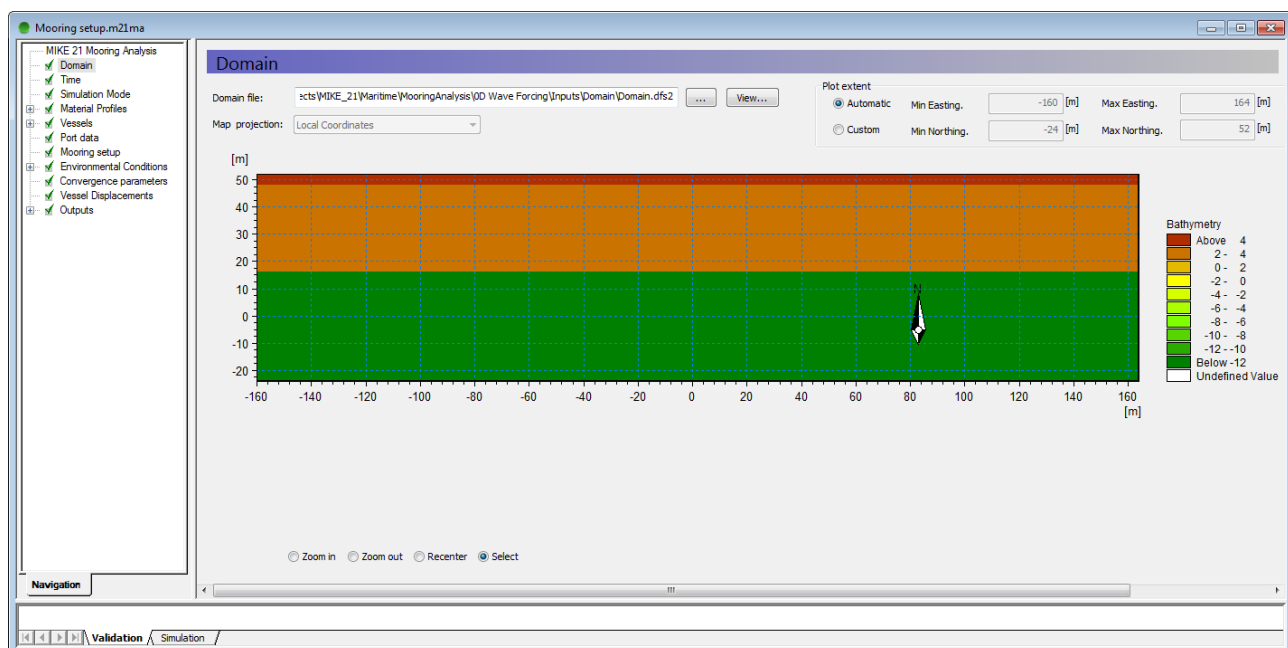 Mooring setup.m21ma
MIKE 21 Mooring Analysis
Domain
Time
Simulation Mode
Material Profiles
Vessels
Port data
Mooring setup
Environmental Conditions
Convergence parameters
Vessel Displacements
Outputs
Navigation
Domain
Domain file: :ects\MIKE_21\Maritime\MooringAnalysis\0D Wave Forcing\Inputs\Domain\Domain.dfs2 ... View...
Map projection: Local Coordinates
Plot extent
Automatic Min Easting. -160 [m] Max Easting. 164 [m]
Custom Min Northing. -24 [m] Max Northing. 52 [m]
[m]
50
40
30
20
10
0
-10
-20
N
-160 -140 -120 -100 -80 -60 -40 -20 0 20 40 60 80 100 120 140 160
[m]
Bathymetry
Above 4
2 - 4
0 - 2
-2 - 0
-4 - -2
-6 - -4
-8 - -6
-10 - -8
-12 - -10
Below -12
Undefined Value
Zoom in Zoom out Recenter Select
Validation Simulation